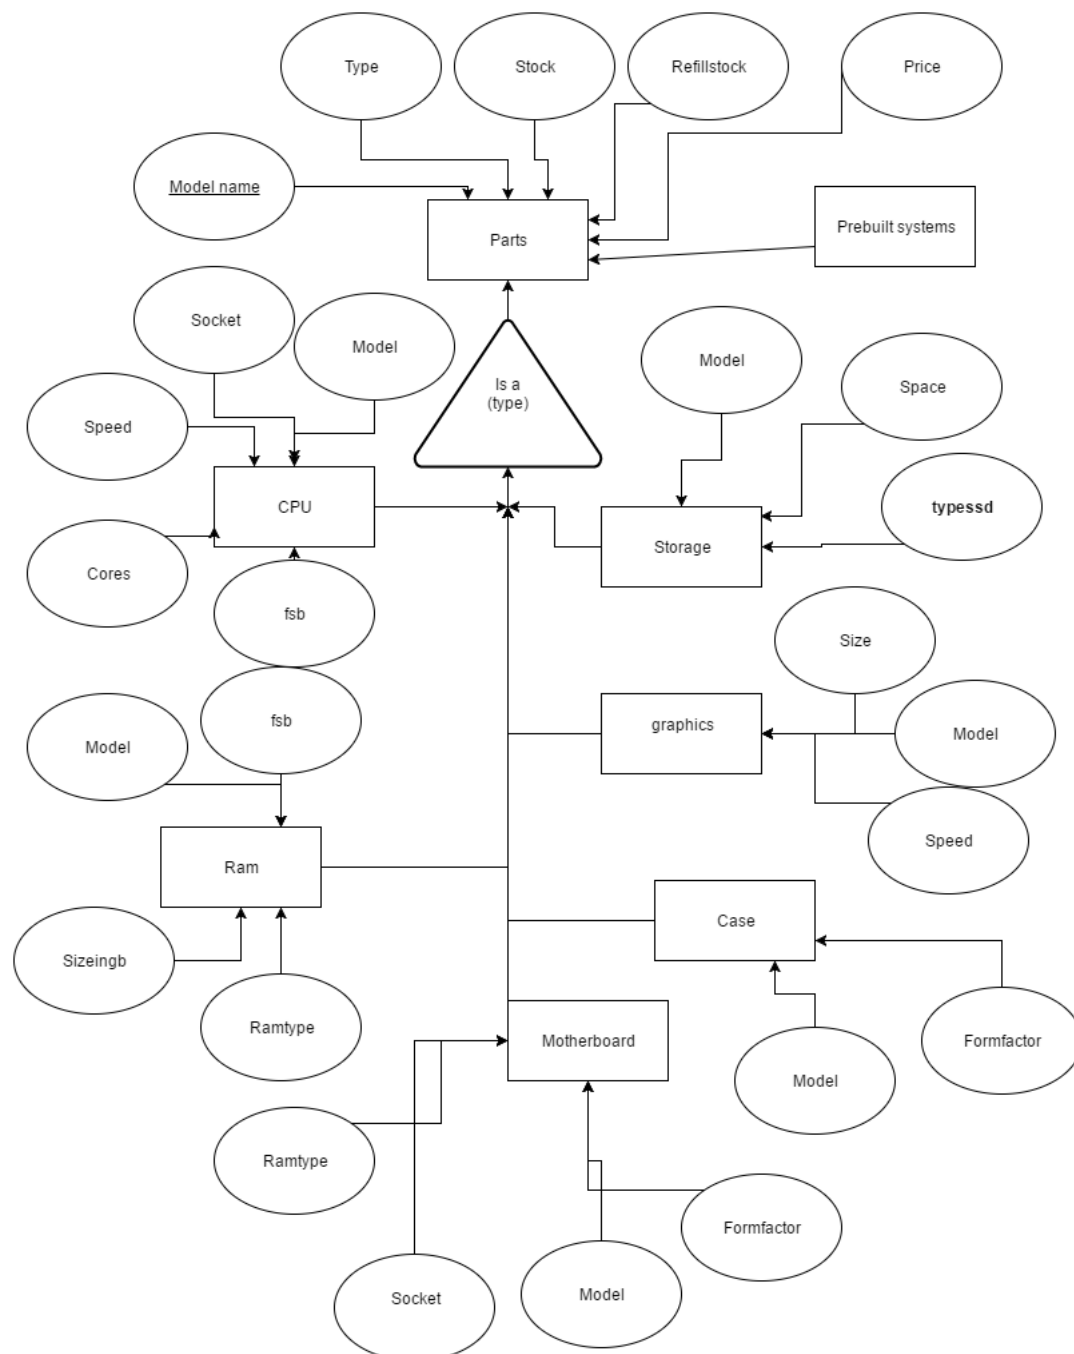 Type
Stock
Refillstock
Price
Model name
Parts
Prebuilt systems
Socket
Model
Is a
(type)
Model
Space
Speed
CPU
typessd
Storage
Cores
fsb
Size
fsb
Model
graphics
Model
Speed
Ram
Case
Sizeingb
Ramtype
Motherboard
Formfactor
Model
Ramtype
Formfactor
Socket
Model